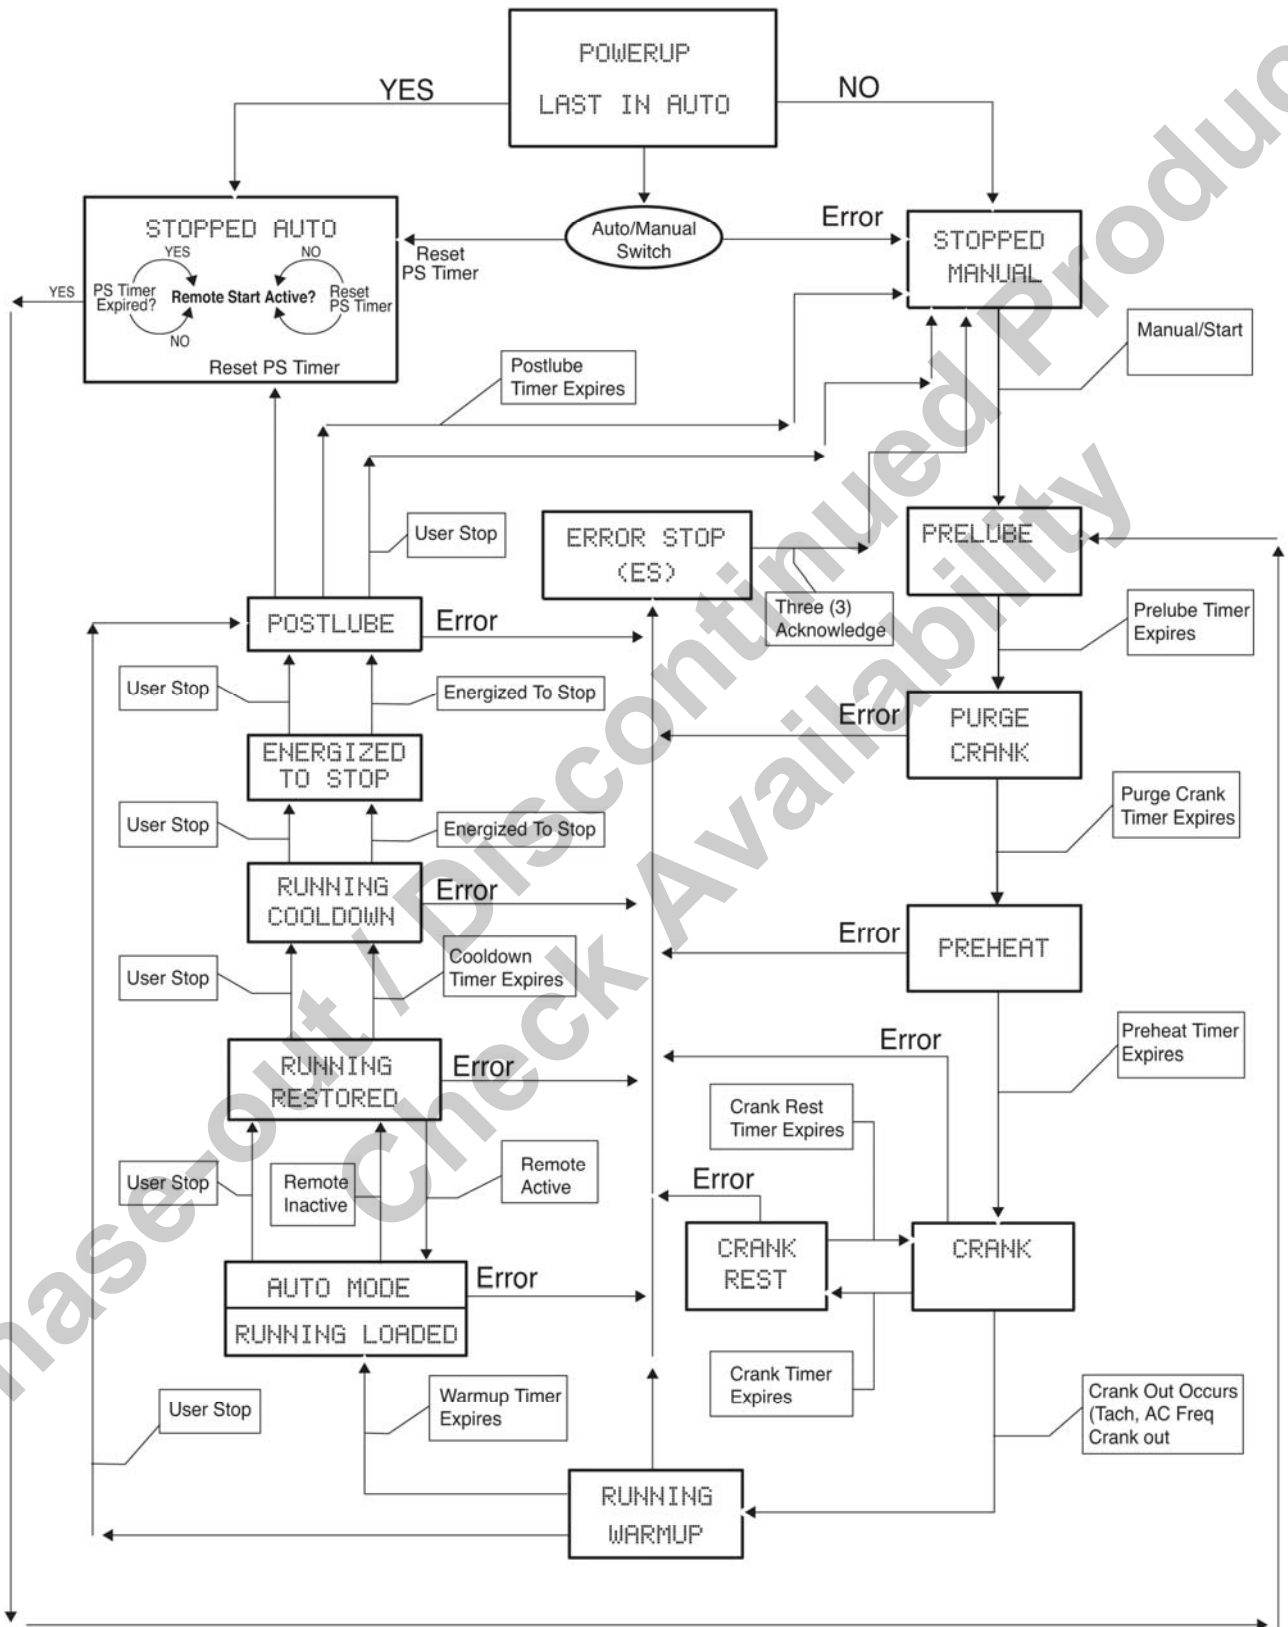 POWERUP
LAST IN AUTO
YES
NO
STOPPED AUTO
YES
NO
PS Timer
Expired?
Remote Start Active?
Reset
PS Timer
NO
Reset PS Timer
YES
Reset
PS Timer
Auto/Manual
Switch
Error
STOPPED
MANUAL
Manual/Start
Postlube
Timer Expires
User Stop
ERROR STOP
(ES)
Three (3)
Acknowledge
PRELUBE
Prelube Timer
Expires
POSTLUBE
Error
User Stop
Energized To Stop
ENERGIZED
TO STOP
Error
PURGE
CRANK
Purge Crank
Timer Expires
User Stop
Energized To Stop
RUNNING
COOLDOWN
Error
Error
PREHEAT
User Stop
Cooldown
Timer Expires
Preheat Timer
Expires
RUNNING
RESTORED
Error
Error
Crank Rest
Timer Expires
User Stop
Remote
Inactive
Remote
Active
Error
CRANK
REST
CRANK
AUTO MODE
RUNNING LOADED
Error
Crank Timer
Expires
User Stop
Warmup Timer
Expires
Crank Out Occurs
(Tach, AC Freq
Crank out
RUNNING
WARMUP
hase-out / Discontinued Produc
Check Availability